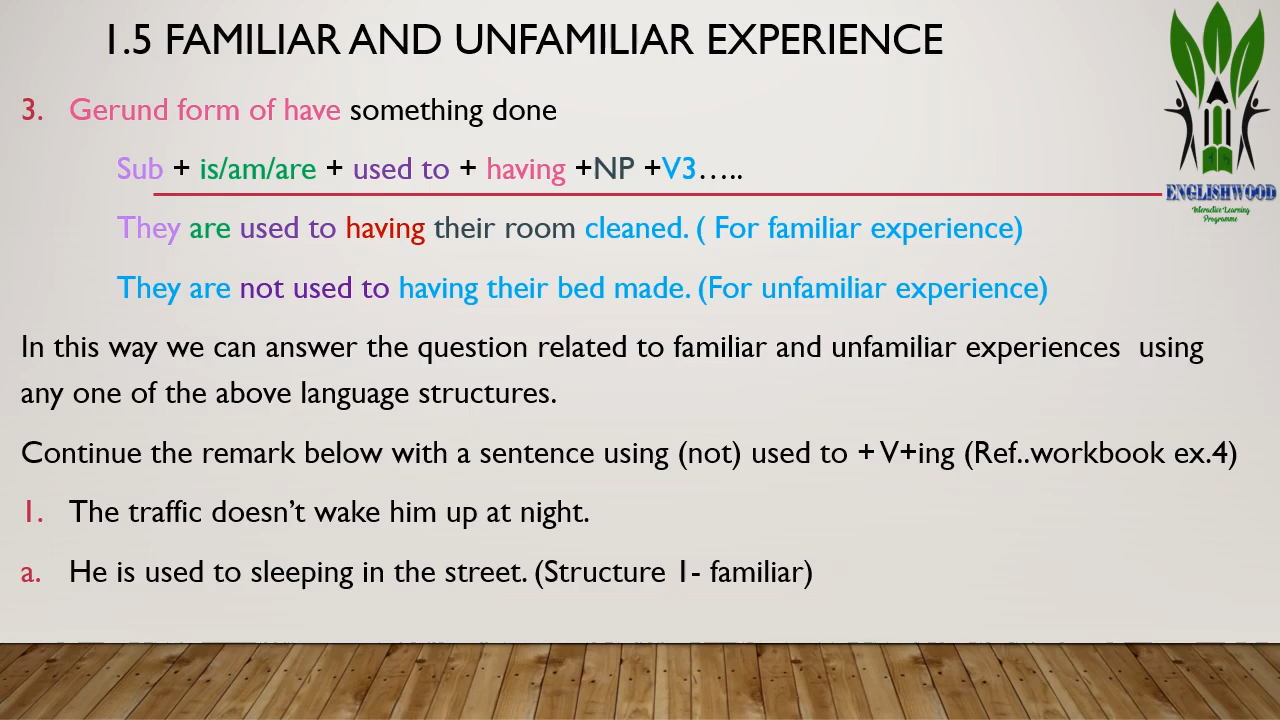 1.5 FAMILIAR AND UNFAMILIAR EXPERIENCE
3. Gerund form of have something done
Sub + is/am/are + used to + having +NP +V3…..
They are used to having their room cleaned. ( For familiar experience)
They are not used to having their bed made. (For unfamiliar experience)
In this way we can answer the question related to familiar and unfamiliar experiences using
any one of the above language structures.
Continue the remark below with a sentence using (not) used to + V+ing (Ref..workbook ex.4)
1. The traffic doesn’t wake him up at night.
a. He is used to sleeping in the street. (Structure 1- familiar)
ENGLISHWOOD
Interactive Learning
Programme